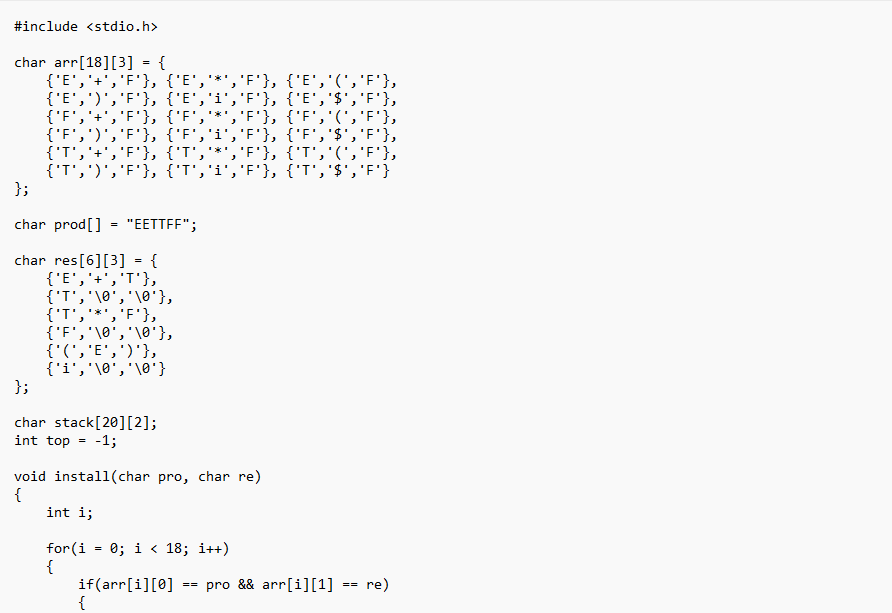 #include <stdio.h>

char arr[18][3] = {
    {'E','+','F'}, {'E','*','F'}, {'E','(','F'},
    {'E',')','F'}, {'E','i','F'}, {'E','$','F'},
    {'F','+','F'}, {'F','*','F'}, {'F','(','F'},
    {'F',')','F'}, {'F','i','F'}, {'F','$','F'},
    {'T','+','F'}, {'T','*','F'}, {'T','(','F'},
    {'T',')','F'}, {'T','i','F'}, {'T','$','F'}
};

char prod[] = "EETTFF";

char res[6][3] = {
    {'E','+','T'},
    {'T','\0','\0'},
    {'T','*','F'},
    {'F','\0','\0'},
    {'(','E',')'},
    {'i','\0','\0'}
};

char stack[20][2];
int top = -1;

void install(char pro, char re)
{
    int i;

    for(i = 0; i < 18; i++)
    {
        if(arr[i][0] == pro && arr[i][1] == re)
        {